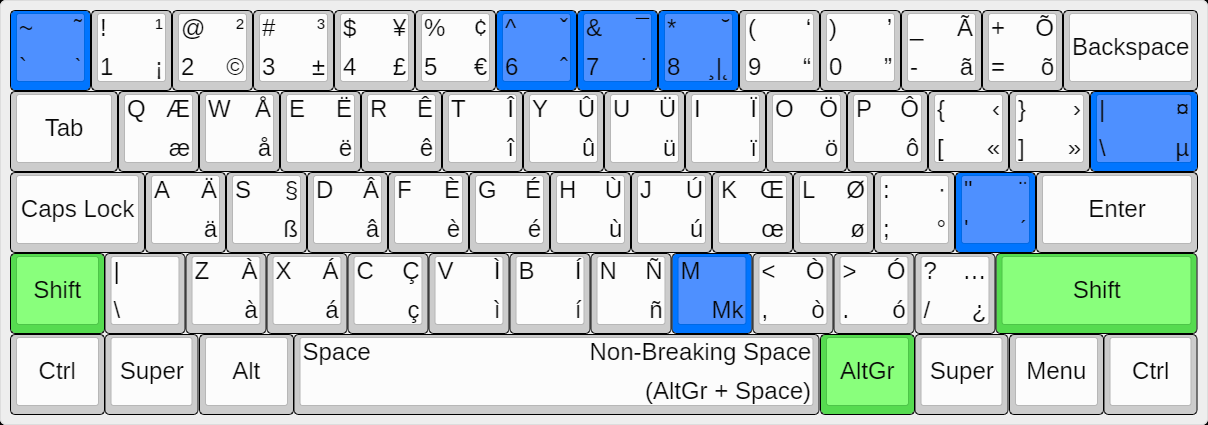 ~ ˜ ! ¹ @ ² # ³ $ ¥ % ¢ ^ ˇ & ¯ * ˘ ( ‘ ) ’ _ Ã + Õ
Backspace
` ` 1 ¡ 2 © 3 ± 4 £ 5 € 6 ˆ 7 ˙ 8 ¸|˛ 9 “ 0 ” - ã = õ
Q Æ W Å E Ë R Ê T Î Y Û U Ü I Ï O Ö P Ô { ‹ } › | ¤
Tab
æ å ë ê î û ü ï ö ô [ « ] » \ µ
A Ä S § D Â F È G É H Ù J Ú K Œ L Ø : · " ¨
Caps Lock
Enter
ä ß â è é ù ú œ ø ; ° ' ´
| Z À X Á C Ç V Ì B Í N Ñ M < Ò > Ó ? …
Shift
Shift
\ à á ç ì í ñ Mk , ò . ó / ¿
Space Non-Breaking Space
Ctrl Super Alt AltGr Super Menu Ctrl
(AltGr + Space)